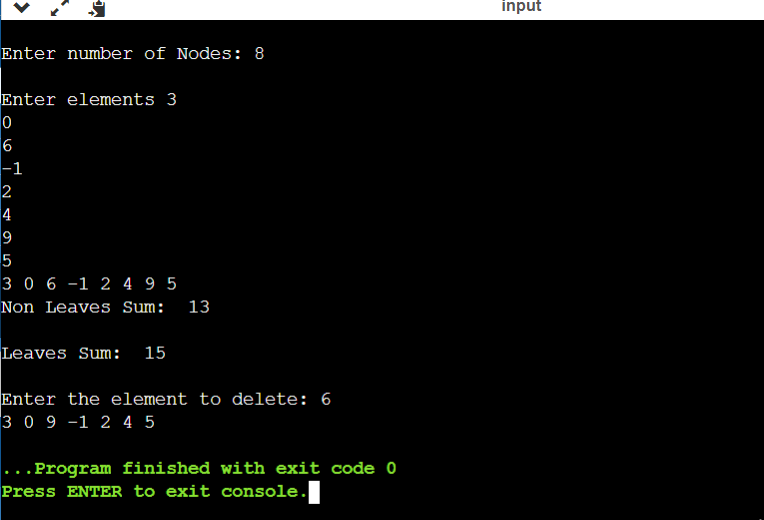 input
Enter number of Nodes: 8
Enter elements 3
0
6
-1
2
4
9
5
3 0 6 -1 2 4 9 5
Non Leaves Sum:  13
Leaves Sum:  15
Enter the element to delete: 6
3 0 9 -1 2 4 5
...Program finished with exit code 0
Press ENTER to exit console.